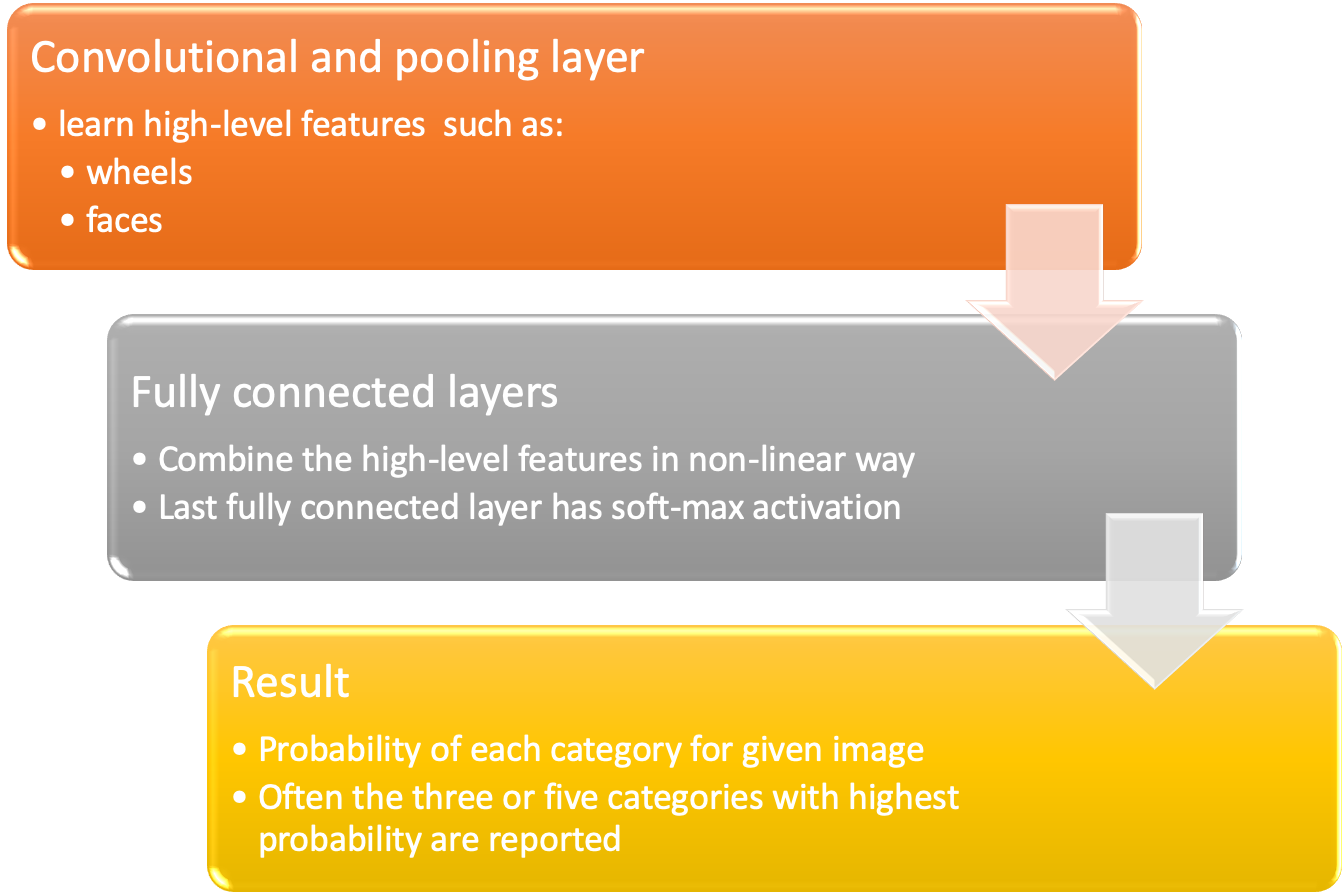 Convolutional and pooling layer
• learn high-level features  such as:
• wheels
• faces
Fully connected layers
• Combine the high-level features in non-linear way
• Last fully connected layer has soft-max activation
Result
• Probability of each category for given image
• Often the three or five categories with highest
probability are reported